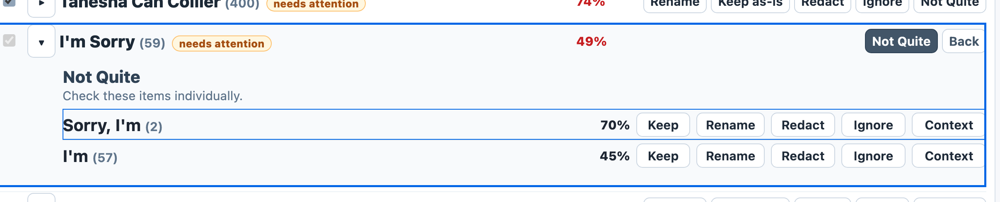 Tanesha Can Collier (400) needs attention 74% Rename Keep as-is Redact Ignore Not Quite
I'm Sorry (59) needs attention 49% Not Quite Back
Not Quite
Check these items individually.
Sorry, I'm (2) 70% Keep Rename Redact Ignore Context
I'm (57) 45% Keep Rename Redact Ignore Context